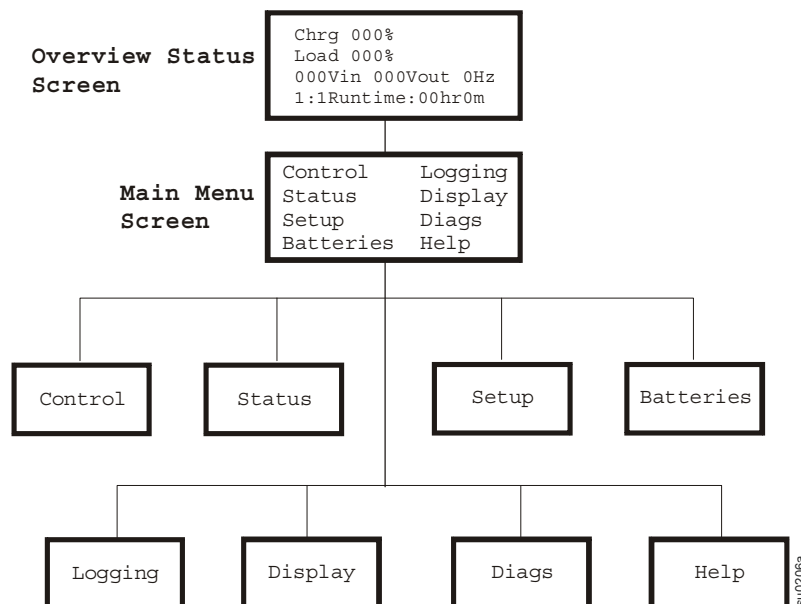 Overview Status
Screen
Chrg 000%
Load 000%
000Vin 000Vout 0Hz
1:1Runtime:00hr0m
Main Menu
Screen
Control Logging
Status Display
Setup Diags
Batteries Help
Control Status Setup Batteries
Logging Display Diags Help
su0206a